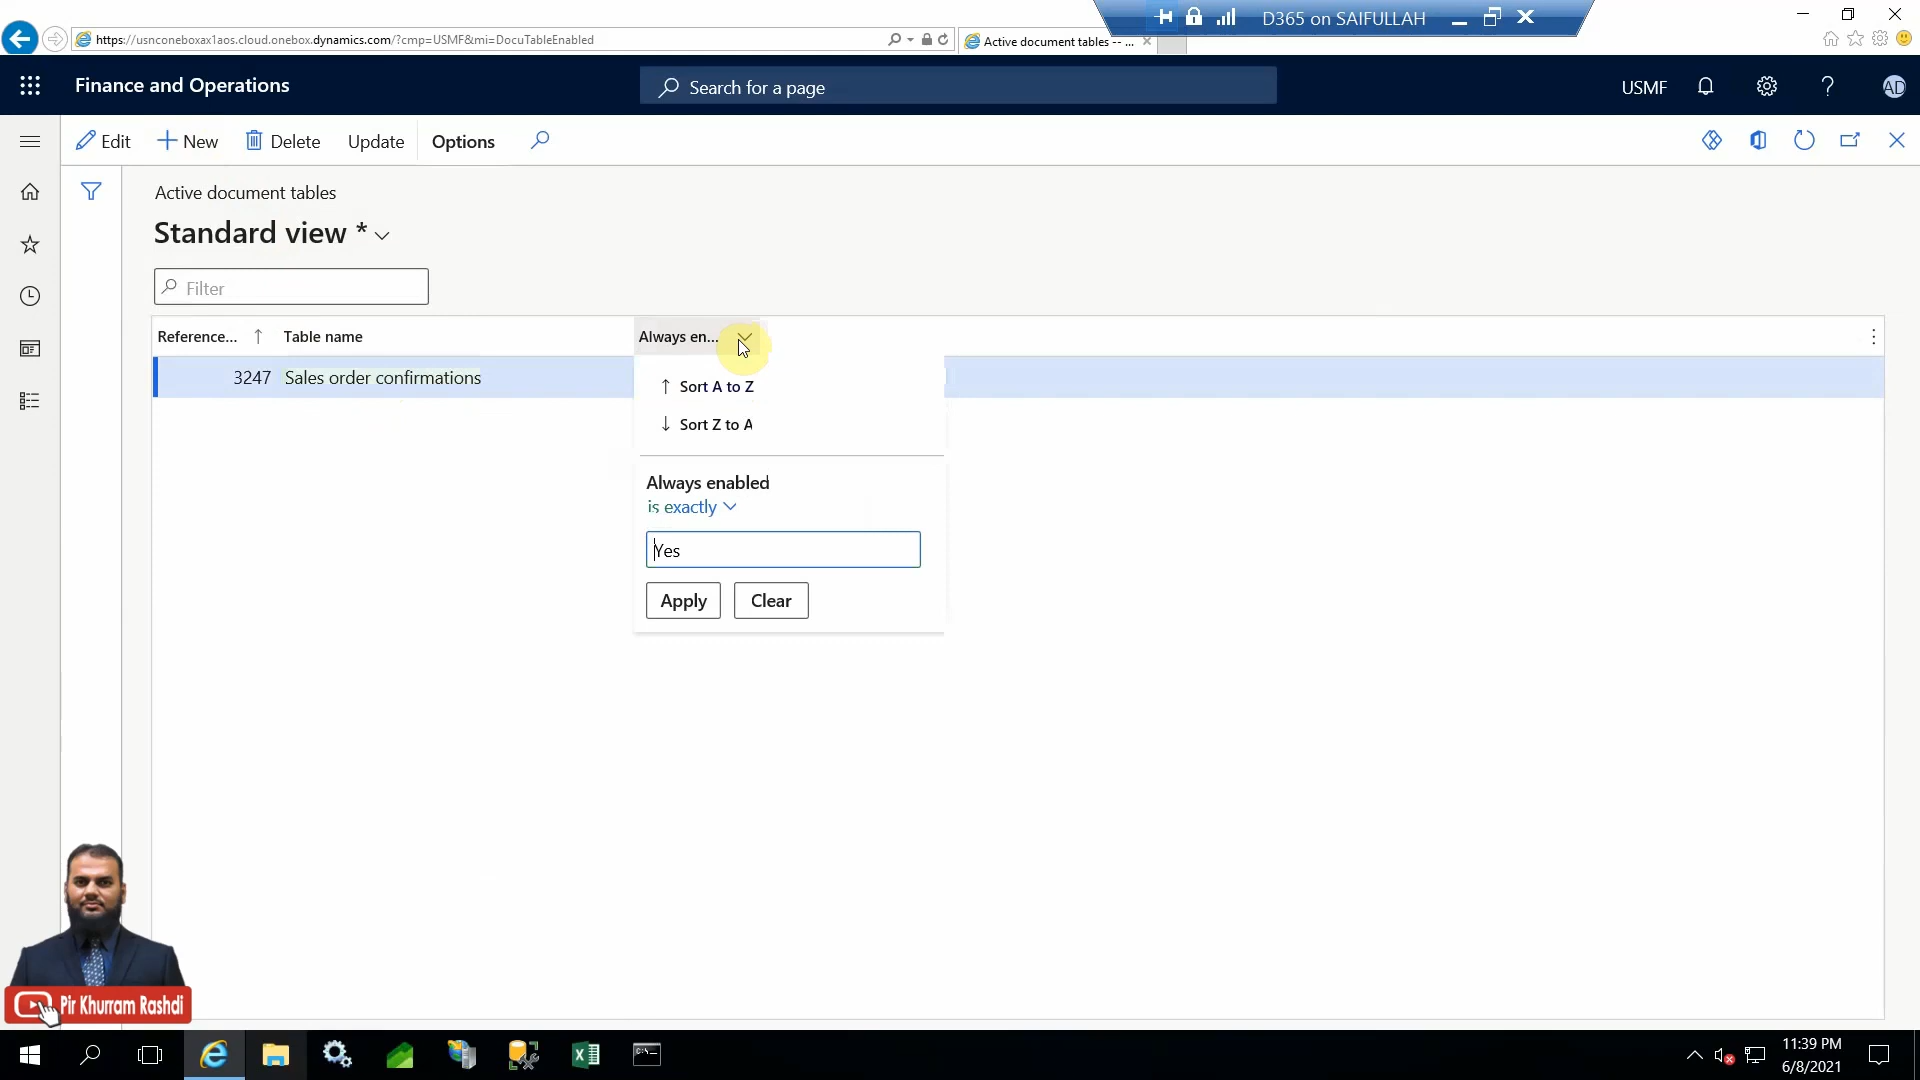 D365 on SAIFULLAH
https://usnconeboxax1aos.cloud.onebox.dynamics.com/?cmp=USMF&mi=DocuTableEnabled
Active document tables -- ...
Finance and Operations
Search for a page
USMF
AD
Edit
New
Delete
Update
Options
Active document tables
Standard view *
Filter
Reference...
Table name
Always en...
3247
Sales order confirmations
Sort A to Z
Sort Z to A
Always enabled
is exactly
Yes
Apply
Clear
Pir Khurram Rashdi
11:39 PM
6/8/2021